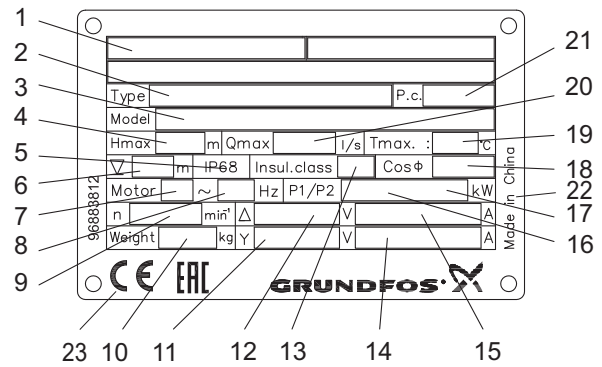 1
2
3
4
5
6
7
8
9
23 10 11 12 13 14 15
21
20
19
18
22
17
16
Type P.c.
Model
Hmax m Qmax l/s Tmax. : °C
▽ m IP68 Insul.class CosΦ
Motor ~ Hz P1/P2 kW
n min⁻¹ △ V A
Weight kg Y V A
96883812
Made in China
CE EAC GRUNDFOS